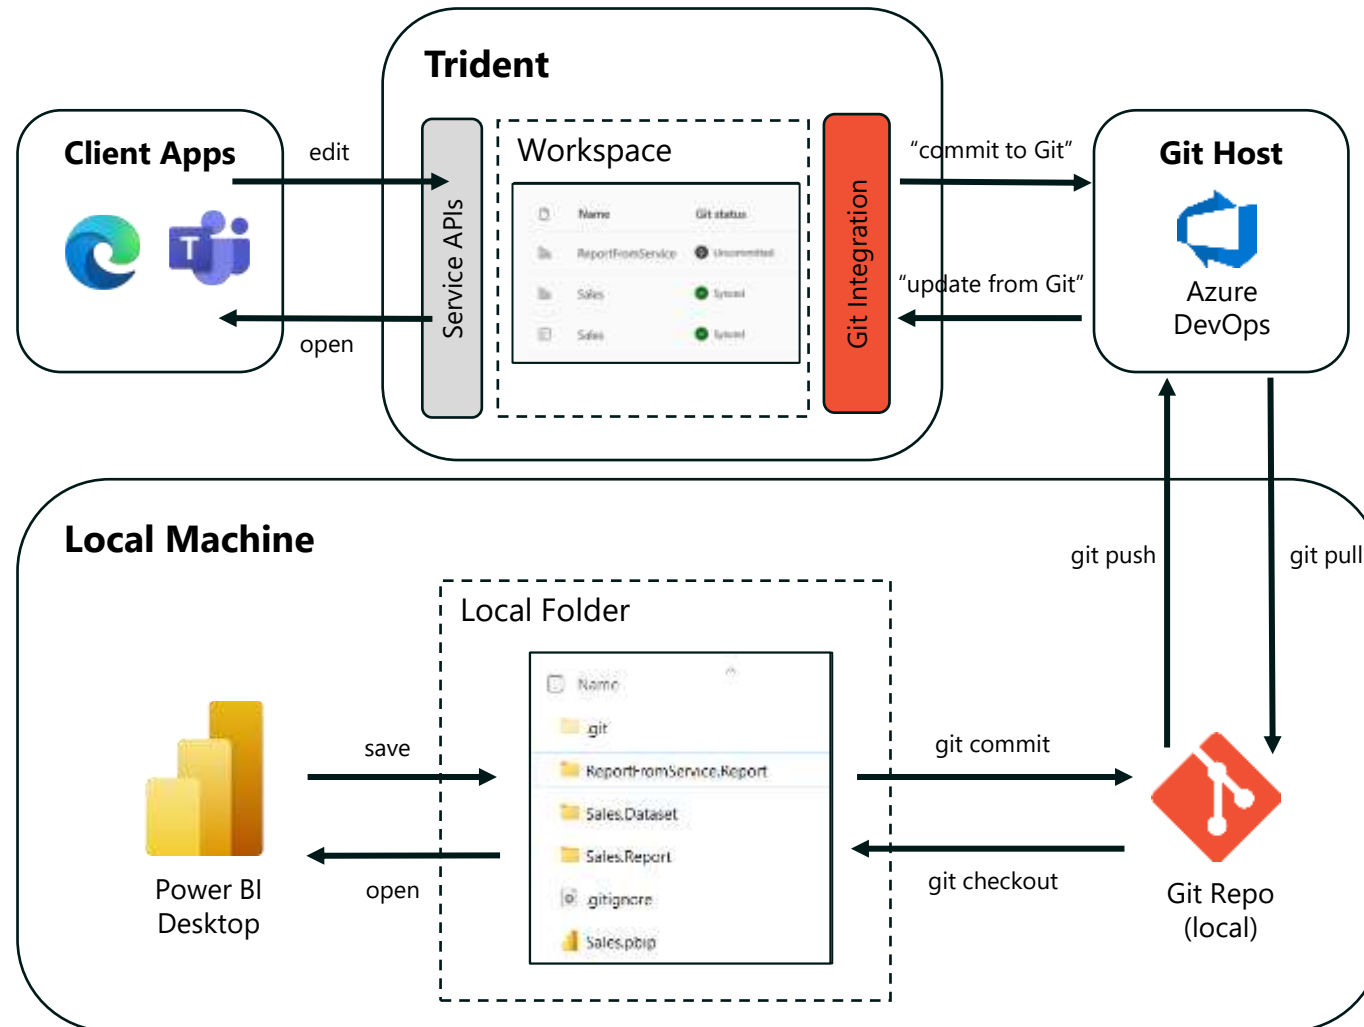 Trident
Client Apps
edit
open
Service APIs
Workspace
Name Git status
ReportFromService Uncommitted
Sales Synced
Sales Synced
Git Integration
“commit to Git”
“update from Git”
Git Host
Azure
DevOps
git push
git pull
Local Machine
Local Folder
Name
.git
ReportFromService.Report
Sales.Dataset
Sales.Report
.gitignore
Sales.pbip
save
open
Power BI
Desktop
git commit
git checkout
Git Repo
(local)